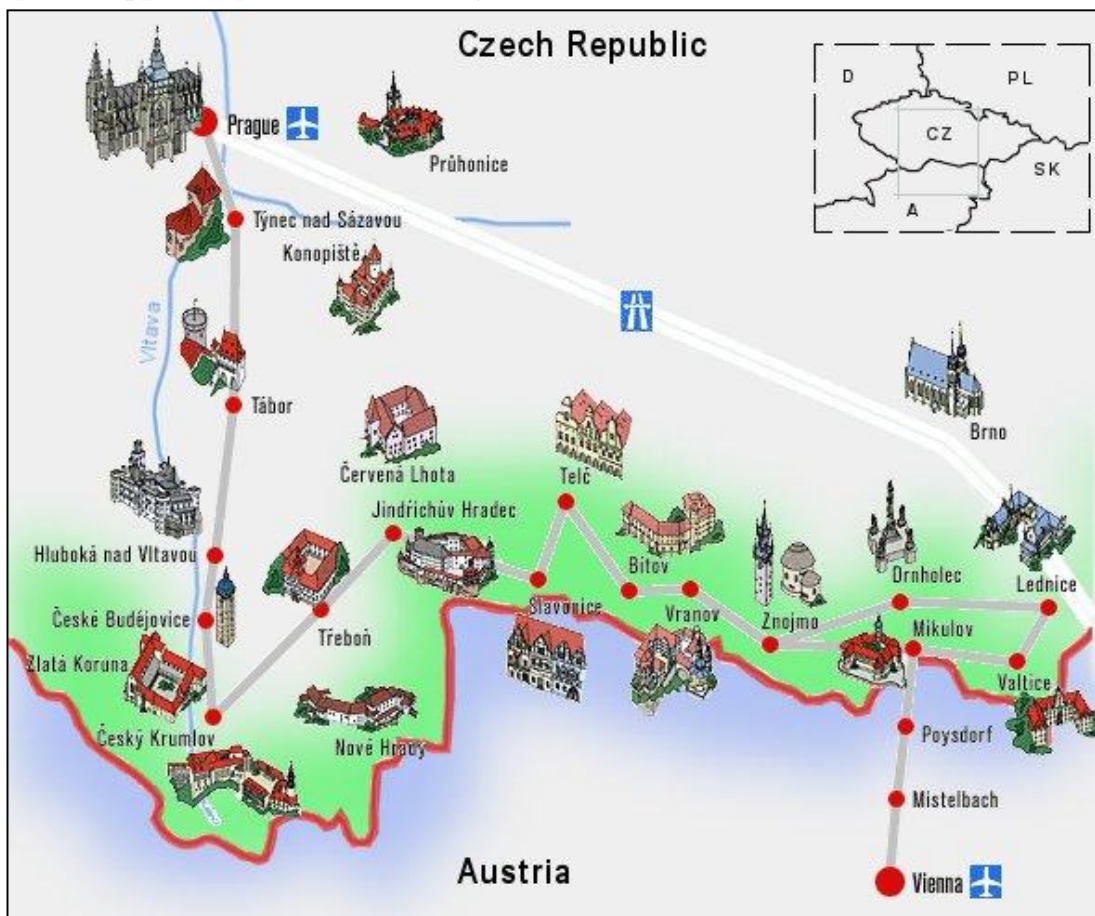 Czech Republic
D
PL
CZ
SK
A
Prague
Průhonice
Týnec nad Sázavou
Konopiště
Vltava
Tábor
Brno
Červená Lhota
Telč
Jindřichův Hradec
Hluboká nad Vltavou
Bítov
Drnholec
Lednice
České Budějovice
Třeboň
Slavonice
Vranov
Znojmo
Mikulov
Zlatá Koruna
Valtice
Český Krumlov
Nové Hrady
Poysdorf
Mistelbach
Austria
Vienna